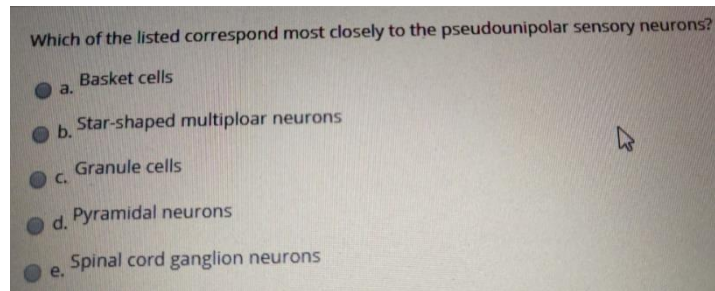 Which of the listed correspond most closely to the pseudounipolar sensory neurons?
a. Basket cells
b. Star-shaped multiploar neurons
c. Granule cells
d. Pyramidal neurons
e. Spinal cord ganglion neurons